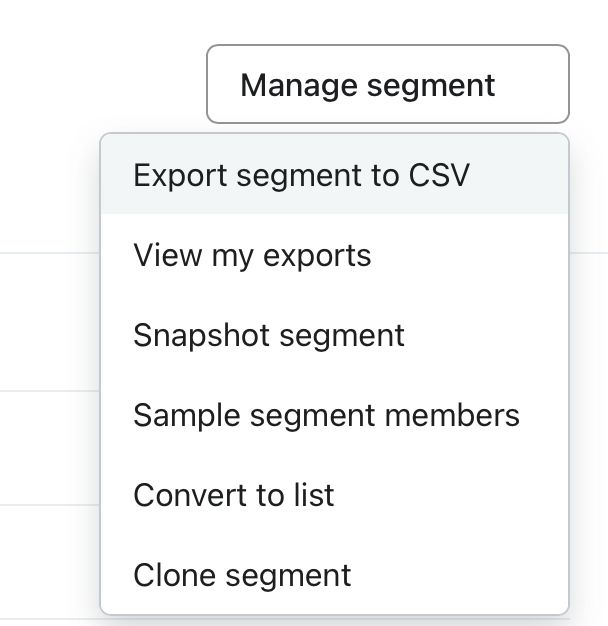 Manage segment
Export segment to CSV
View my exports
Snapshot segment
Sample segment members
Convert to list
Clone segment